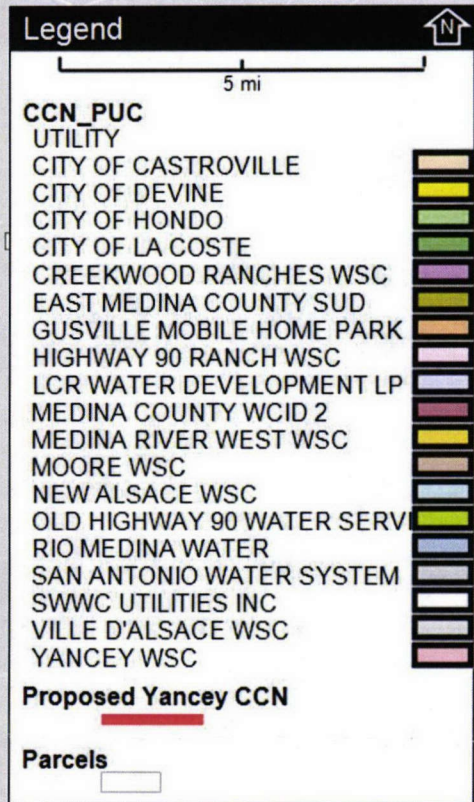 Legend
N
5 mi
CCN_PUC
UTILITY
CITY OF CASTROVILLE
CITY OF DEVINE
CITY OF HONDO
CITY OF LA COSTE
CREEKWOOD RANCHES WSC
EAST MEDINA COUNTY SUD
GUSVILLE MOBILE HOME PARK
HIGHWAY 90 RANCH WSC
LCR WATER DEVELOPMENT LP
MEDINA COUNTY WCID 2
MEDINA RIVER WEST WSC
MOORE WSC
NEW ALSACE WSC
OLD HIGHWAY 90 WATER SERVI
RIO MEDINA WATER
SAN ANTONIO WATER SYSTEM
SWWC UTILITIES INC
VILLE D'ALSACE WSC
YANCEY WSC
Proposed Yancey CCN
Parcels